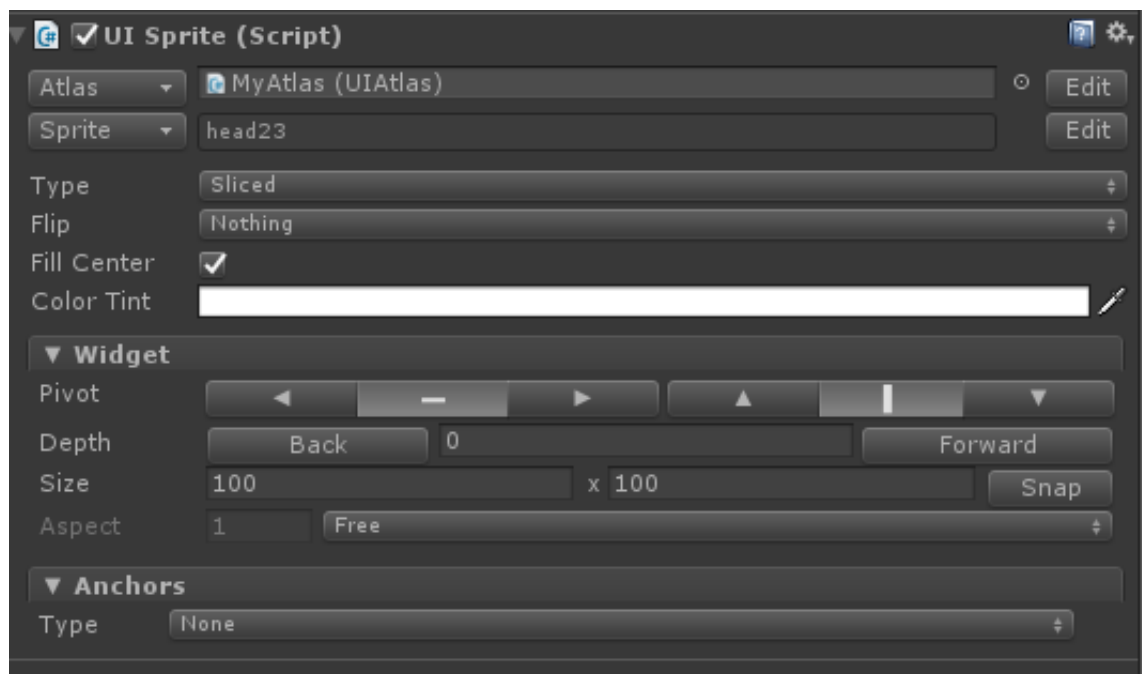 UI Sprite (Script)
Atlas MyAtlas (UIAtlas) Edit
Sprite head23 Edit
Type Sliced
Flip Nothing
Fill Center
Color Tint
Widget
Pivot
Depth Back 0 Forward
Size 100 x 100 Snap
Aspect 1 Free
Anchors
Type None